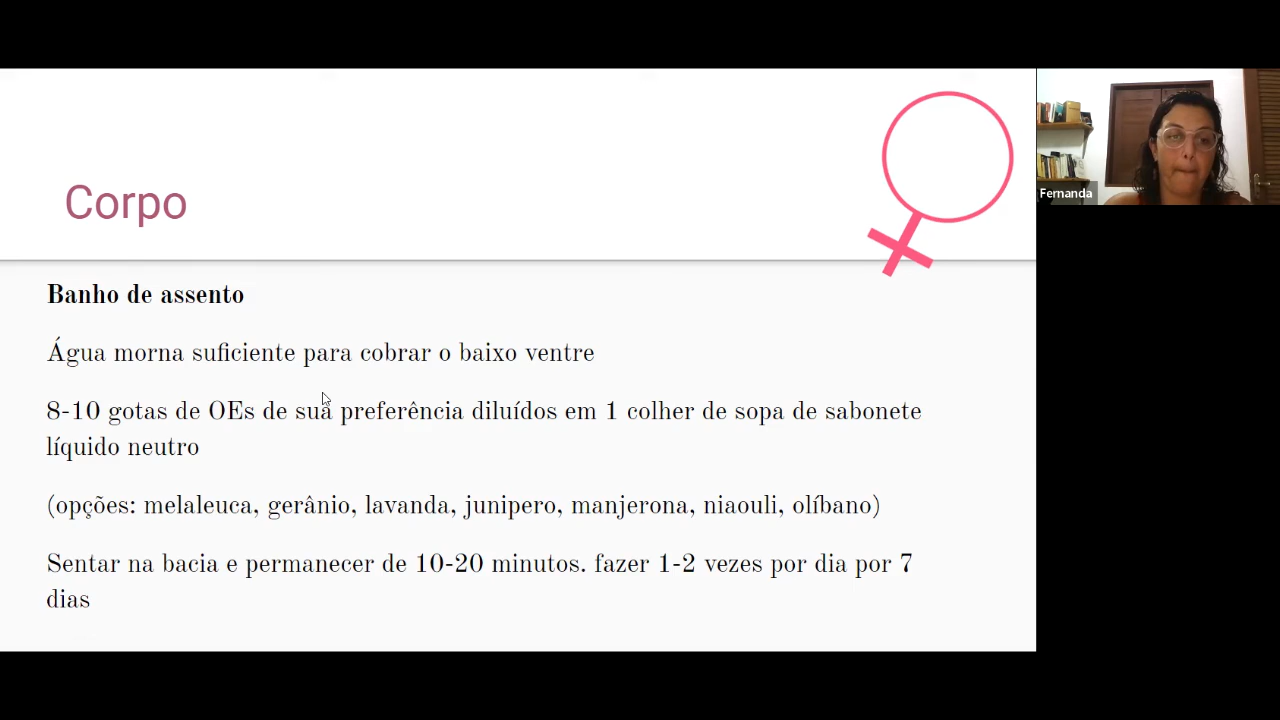 Corpo
Fernanda
Banho de assento
Água morna suficiente para cobrar o baixo ventre
8-10 gotas de OEs de sua preferência diluídos em 1 colher de sopa de sabonete
líquido neutro
(opções: melaleuca, gerânio, lavanda, junipero, manjerona, niaouli, olíbano)
Sentar na bacia e permanecer de 10-20 minutos. fazer 1-2 vezes por dia por 7
dias